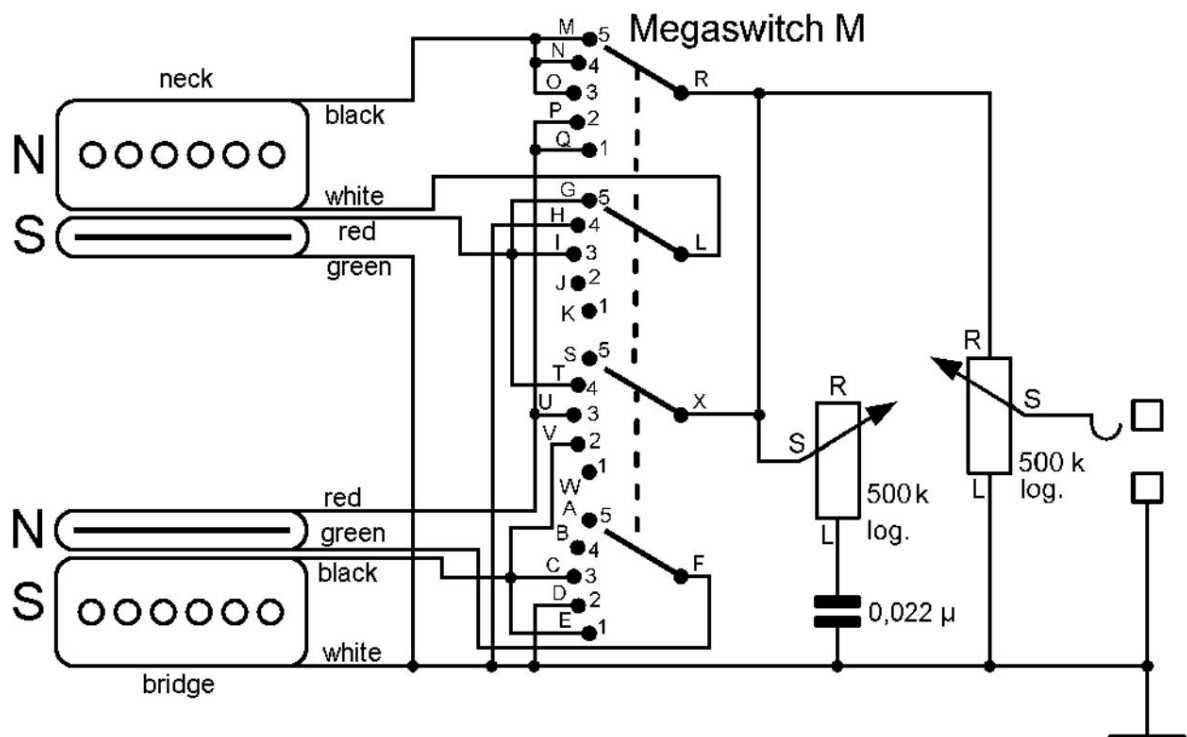 Megaswitch M
neck
N
black
white
S
red
green
N
red
green
S
black
white
bridge
M 5
N 4
O 3
P 2
Q 1
R
G 5
H 4
I 3
J 2
K 1
L
S 5
T 4
U 3
V 2
W 1
X
A 5
B 4
C 3
D 2
E 1
F
R
S
500 k
log.
L
0,022 µ
R
S
500 k
log.
L